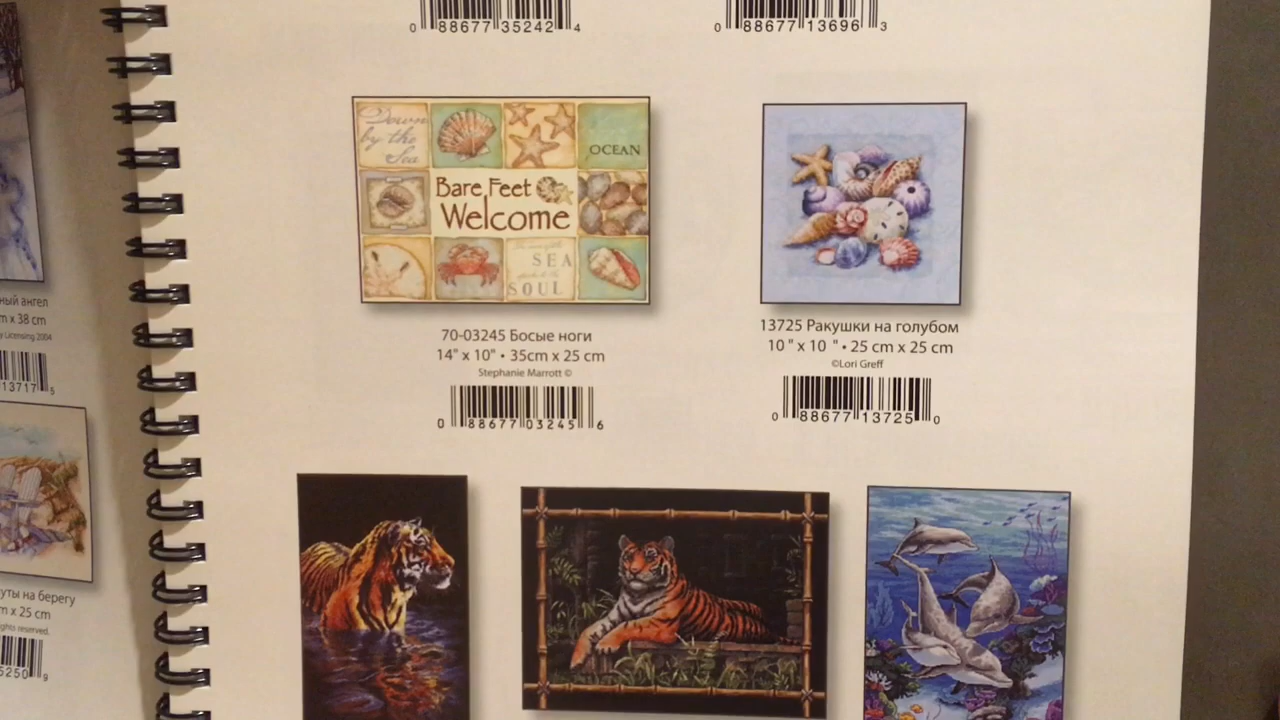 0 88677 35242 4
0 88677 13696 3
Down
by the
Sea
OCEAN
Bare Feet
Welcome
SEA
SOUL
70-03245 Босые ноги
14" x 10" • 35cm x 25 cm
Stephanie Marrott ©
0 88677 03245 6
13725 Ракушки на голубом
10 " x 10 " • 25 cm x 25 cm
©Lori Greff
0 88677 13725 0
ный ангел
m x 38 cm
Licensing 2004
13717 5
уты на берегу
m x 25 cm
ghts reserved.
5250 9